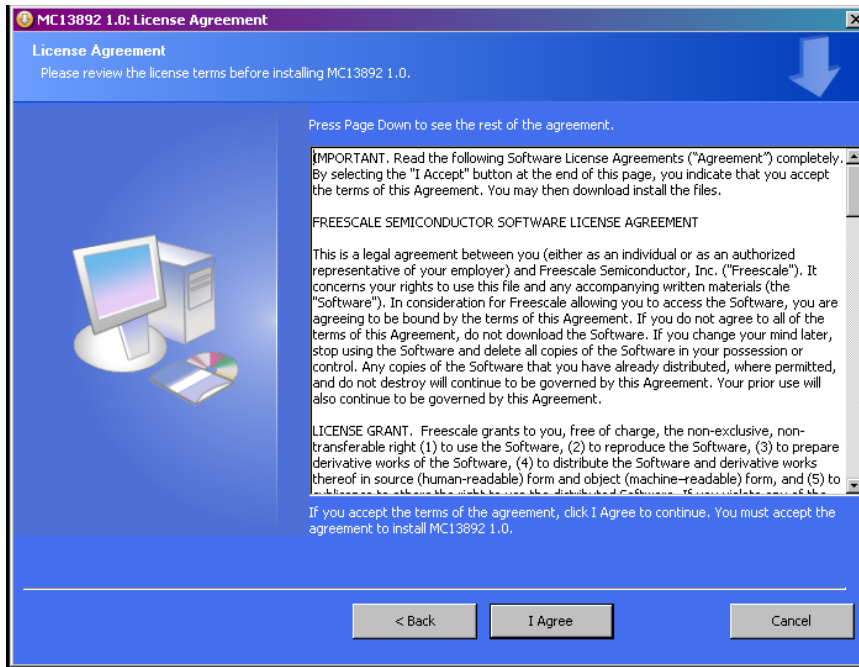 MC13892 1.0: License Agreement
License Agreement
Please review the license terms before installing MC13892 1.0.
Press Page Down to see the rest of the agreement.
IMPORTANT. Read the following Software License Agreements (“Agreement”) completely.
By selecting the "I Accept" button at the end of this page, you indicate that you accept
the terms of this Agreement. You may then download install the files.
FREESCALE SEMICONDUCTOR SOFTWARE LICENSE AGREEMENT
This is a legal agreement between you (either as an individual or as an authorized
representative of your employer) and Freescale Semiconductor, Inc. ("Freescale"). It
concerns your rights to use this file and any accompanying written materials (the
"Software"). In consideration for Freescale allowing you to access the Software, you are
agreeing to be bound by the terms of this Agreement. If you do not agree to all of the
terms of this Agreement, do not download the Software. If you change your mind later,
stop using the Software and delete all copies of the Software in your possession or
control. Any copies of the Software that you have already distributed, where permitted,
and do not destroy will continue to be governed by this Agreement. Your prior use will
also continue to be governed by this Agreement.
LICENSE GRANT.  Freescale grants to you, free of charge, the non-exclusive, non-
transferable right (1) to use the Software, (2) to reproduce the Software, (3) to prepare
derivative works of the Software, (4) to distribute the Software and derivative works
thereof in source (human-readable) form and object (machine–readable) form, and (5) to
If you accept the terms of the agreement, click I Agree to continue. You must accept the
agreement to install MC13892 1.0.
< Back
I Agree
Cancel